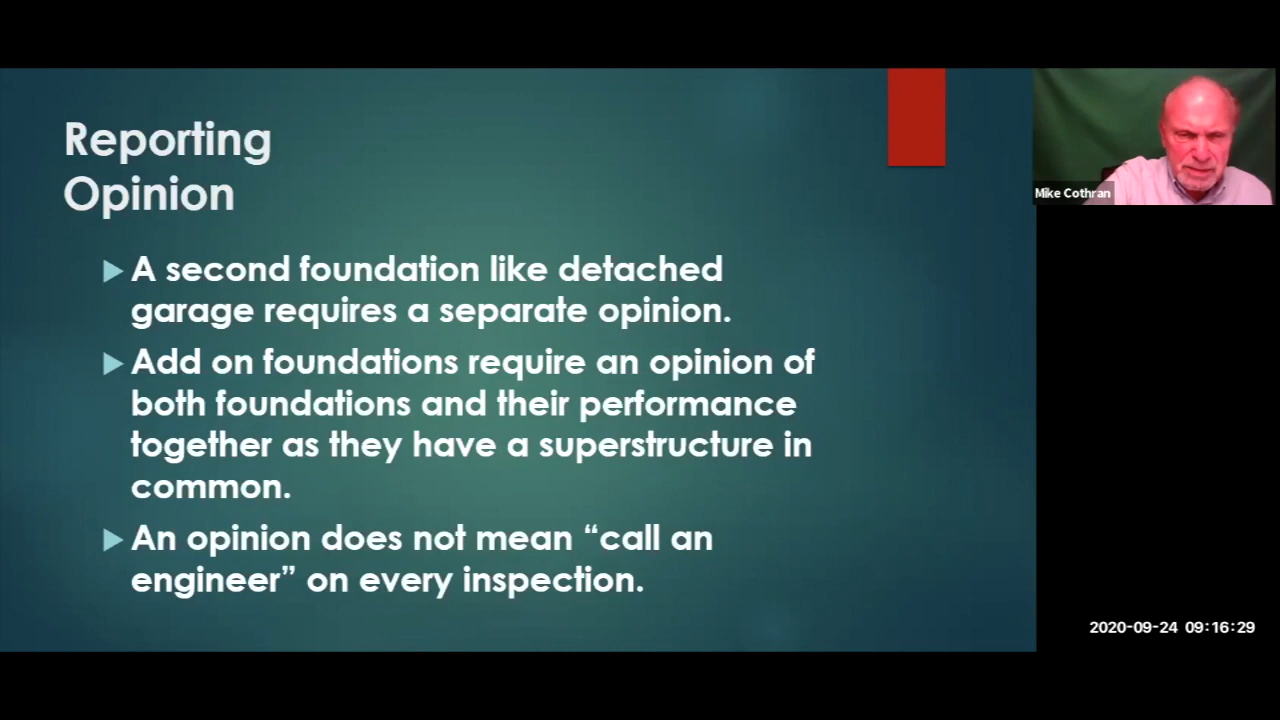 Reporting
Opinion
A second foundation like detached
garage requires a separate opinion.
Add on foundations require an opinion of
both foundations and their performance
together as they have a superstructure in
common.
An opinion does not mean “call an
engineer” on every inspection.
Mike Cothran
2020-09-24 09:16:29